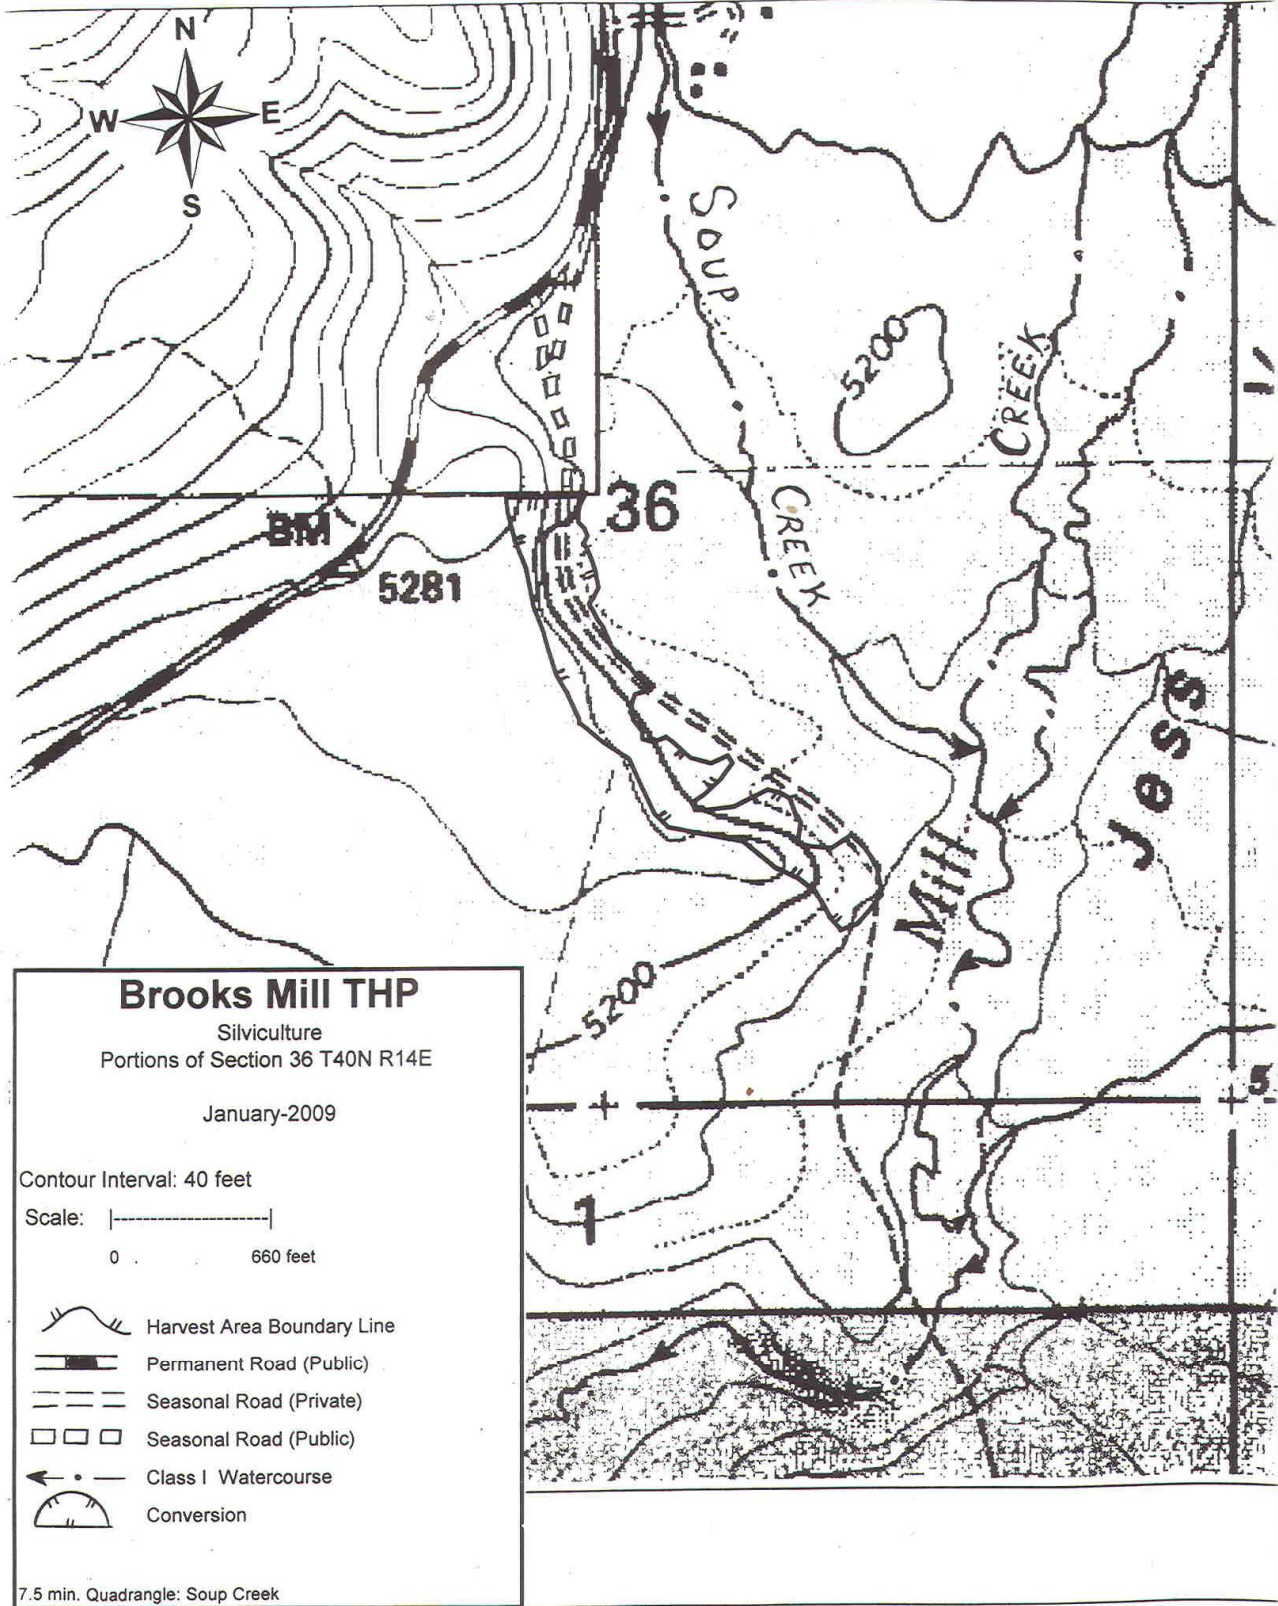 N
W E
S
SOUP
CREEK
5200
CREEK
36
BM
5281
Jess
Mill
5200
5
1
Brooks Mill THP
Silviculture
Portions of Section 36 T40N R14E
January-2009
Contour Interval: 40 feet
Scale: |--------------------|
0 . 660 feet
Harvest Area Boundary Line
Permanent Road (Public)
Seasonal Road (Private)
Seasonal Road (Public)
Class I Watercourse
Conversion
7.5 min. Quadrangle: Soup Creek